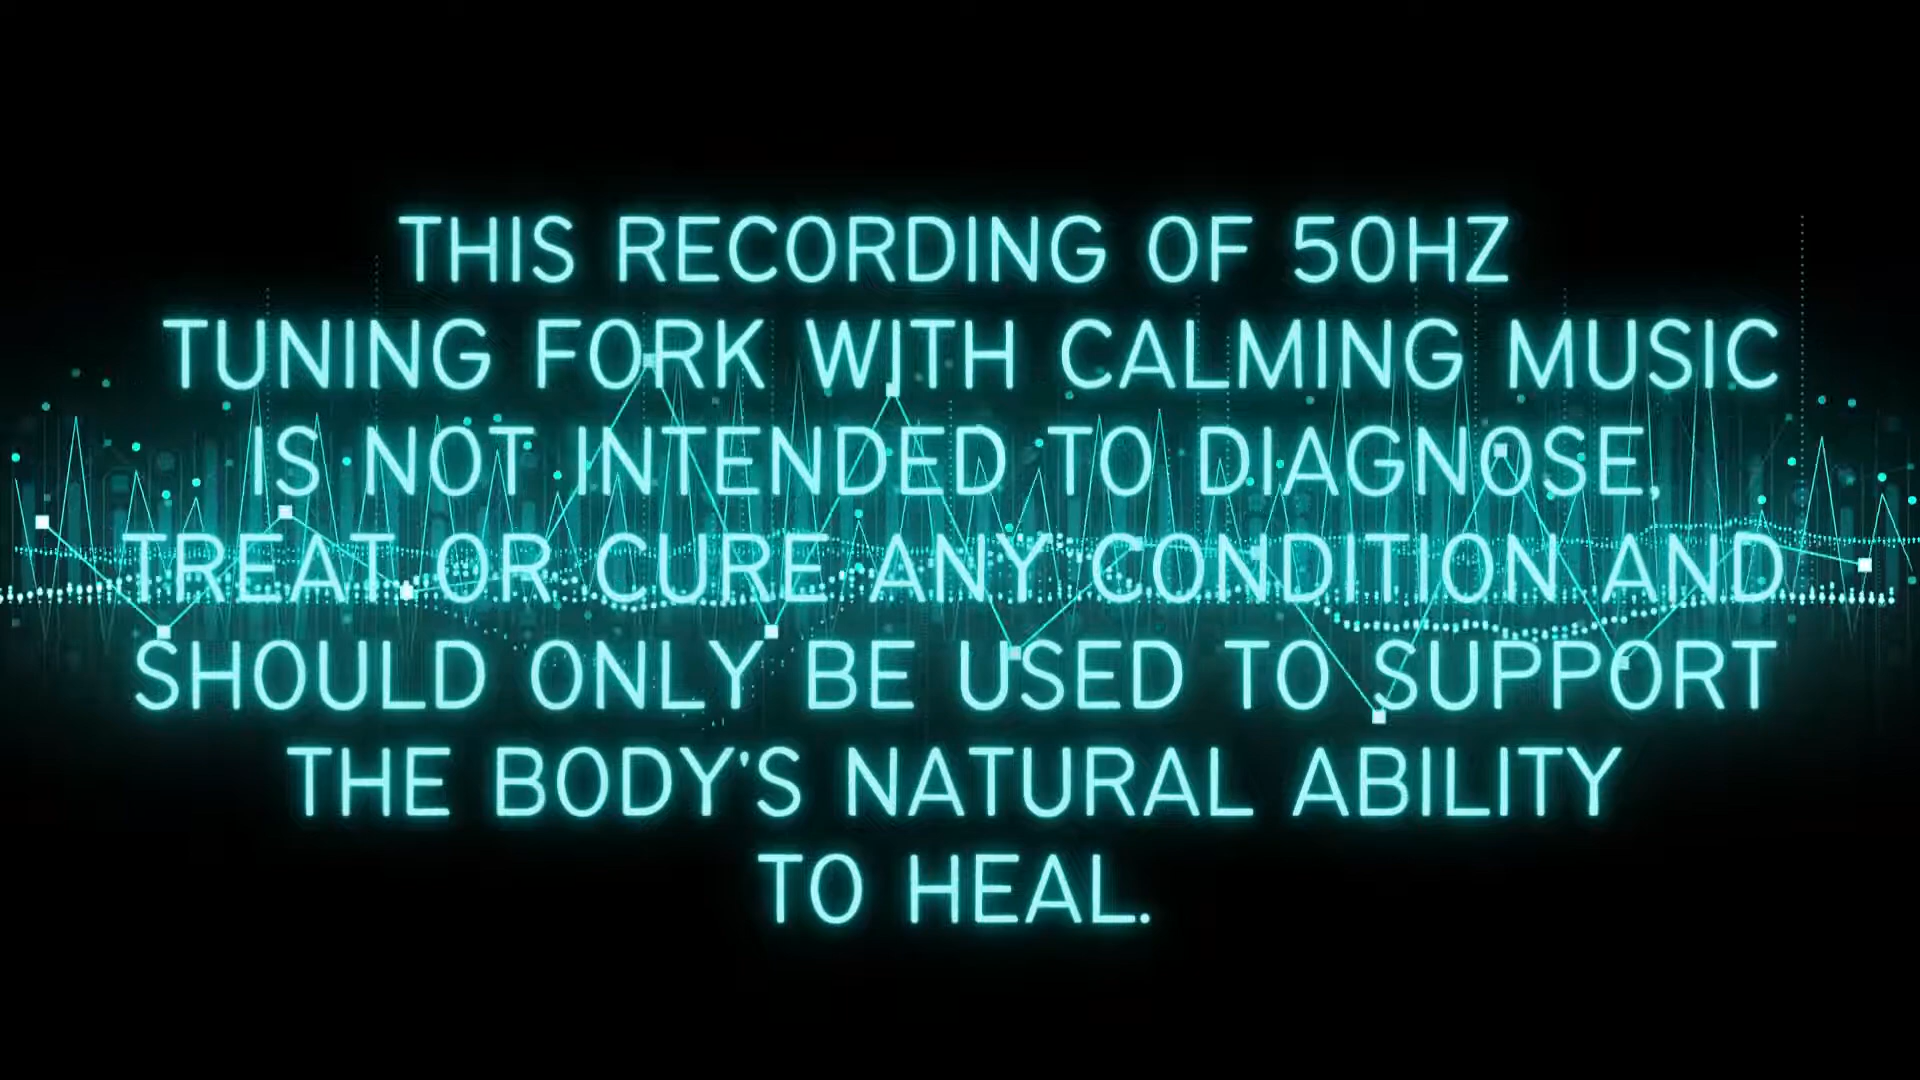 THIS RECORDING OF 50HZ
TUNING FORK WITH CALMING MUSIC
IS NOT INTENDED TO DIAGNOSE,
TREAT OR CURE ANY CONDITION AND
SHOULD ONLY BE USED TO SUPPORT
THE BODY'S NATURAL ABILITY
TO HEAL.